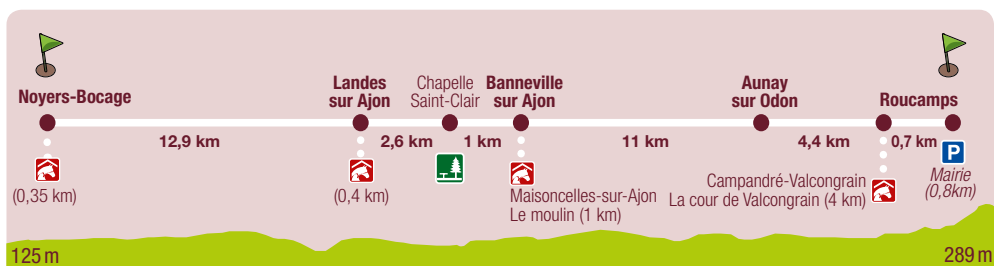 Noyers-Bocage
Landes
sur Ajon
Chapelle
Saint-Clair
Banneville
sur Ajon
Aunay
sur Odon
Roucamps
12,9 km
2,6 km
1 km
11 km
4,4 km
0,7 km
(0,35 km)
(0,4 km)
Maisoncelles-sur-Ajon
Le moulin (1 km)
Campandré-Valcongrain
La cour de Valcongrain (4 km)
P
Mairie
(0,8km)
125 m
289 m